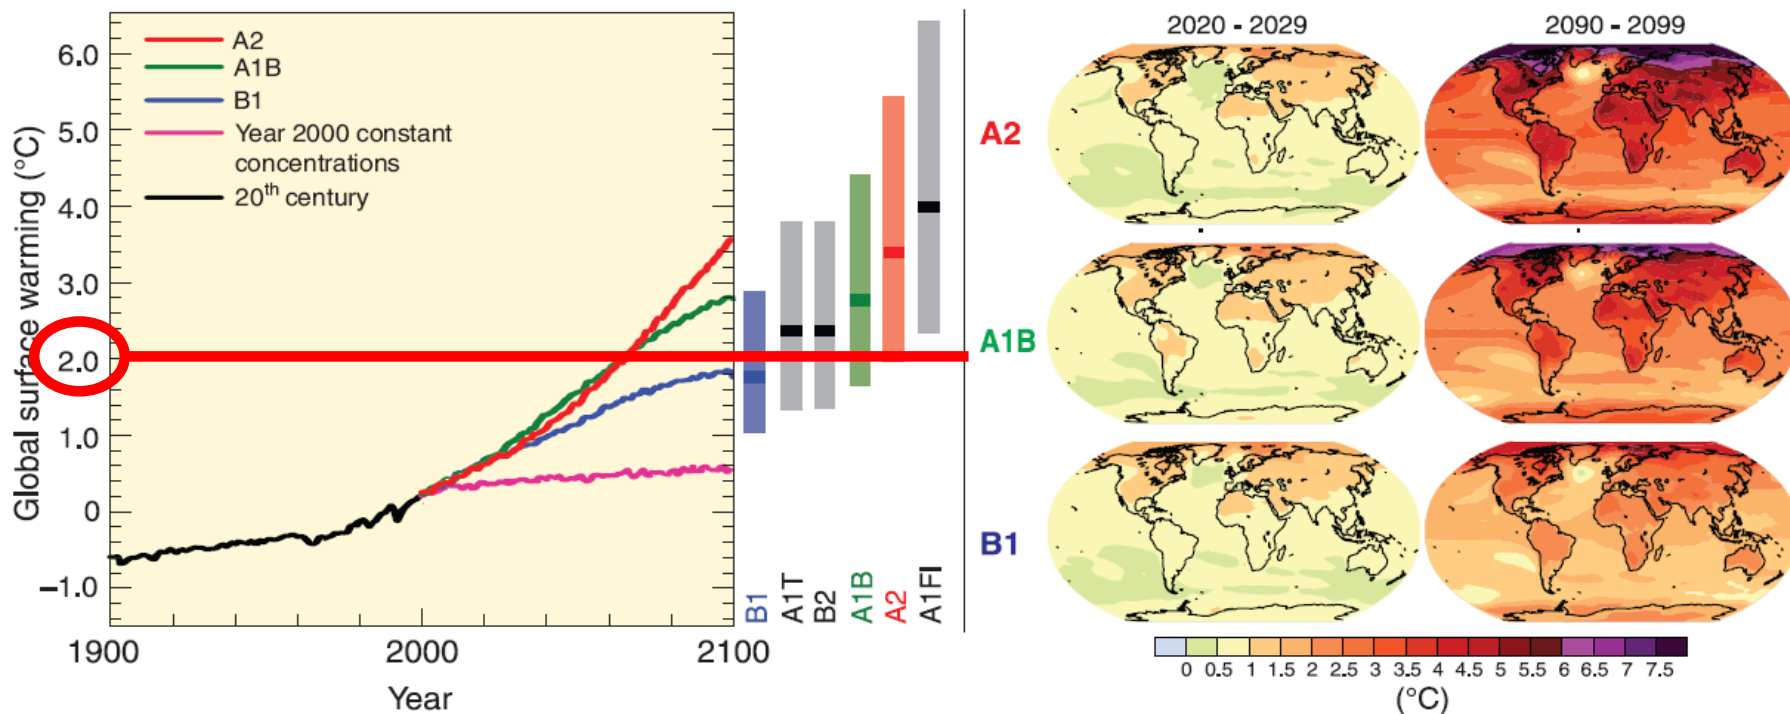 Global surface warming (°C)
6.0
5.0
4.0
3.0
2.0
1.0
0
–1.0
A2
A1B
B1
Year 2000 constant
concentrations
20th century
1900
2000
2100
Year
B1
A1T
B2
A1B
A2
A1FI
2020 - 2029
2090 - 2099
A2
A1B
B1
0 0.5 1 1.5 2 2.5 3 3.5 4 4.5 5 5.5 6 6.5 7 7.5
(°C)